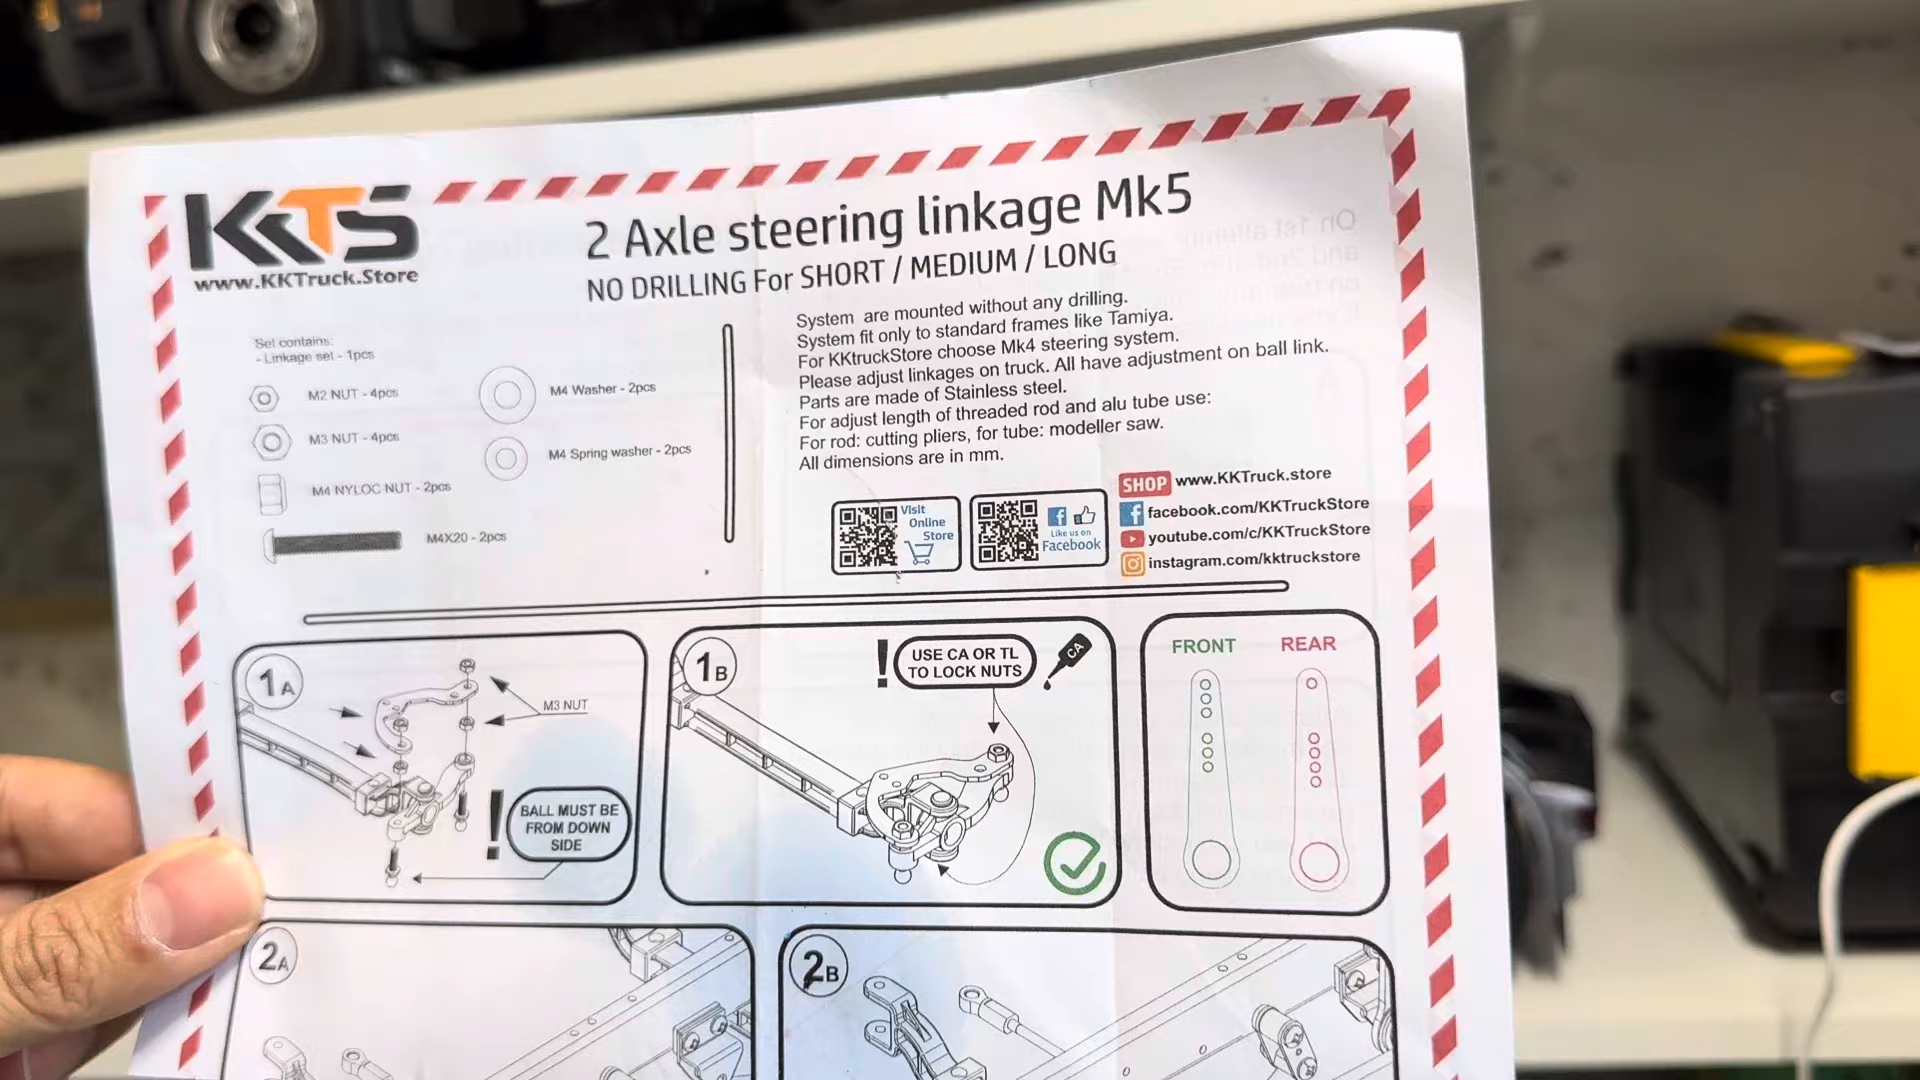 KKTS
www.KKTruck.Store
2 Axle steering linkage Mk5
NO DRILLING For SHORT / MEDIUM / LONG
Set contains:
- Linkage set - 1pcs
M2 NUT - 4pcs
M4 Washer - 2pcs
M3 NUT - 4pcs
M4 Spring washer - 2pcs
M4 NYLOC NUT - 2pcs
M4X20 - 2pcs
System are mounted without any drilling.
System fit only to standard frames like Tamiya.
For KKtruckStore choose Mk4 steering system.
Please adjust linkages on truck. All have adjustment on ball link.
Parts are made of Stainless steel.
For adjust length of threaded rod and alu tube use:
For rod: cutting pliers, for tube: modeller saw.
All dimensions are in mm.
Visit
Online
Store
Like us on
Facebook
SHOP www.KKTruck.store
facebook.com/KKTruckStore
youtube.com/c/KKTruckStore
instagram.com/kktruckstore
1A
M3 NUT
! BALL MUST BE
FROM DOWN
SIDE
1B
! USE CA OR TL
TO LOCK NUTS
CA
FRONT
REAR
2A
2B